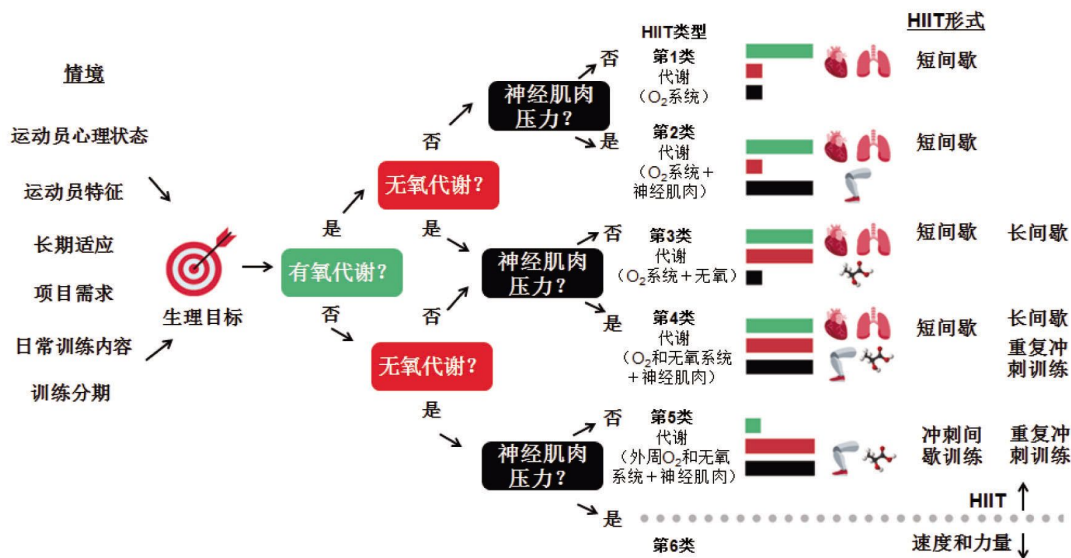 情境
运动员心理状态
运动员特征
长期适应
项目需求
日常训练内容
训练分期
生理目标
有氧代谢？
是
否
无氧代谢？
否
是
无氧代谢？
否
是
神经肌肉
压力？
否
是
神经肌肉
压力？
否
是
神经肌肉
压力？
否
是
HIIT类型
第1类
代谢
（O₂系统）
第2类
代谢
（O₂系统＋
神经肌肉）
第3类
代谢
（O₂系统＋无氧）
第4类
代谢
（O₂和无氧系统
＋神经肌肉）
第5类
代谢
（外周O₂和无氧
系统＋神经肌肉）
第6类
HIIT形式
短间歇
短间歇
短间歇 长间歇
短间歇 长间歇
重复冲
刺训练
冲刺间
歇训练
重复冲
刺训练
HIIT
速度和力量